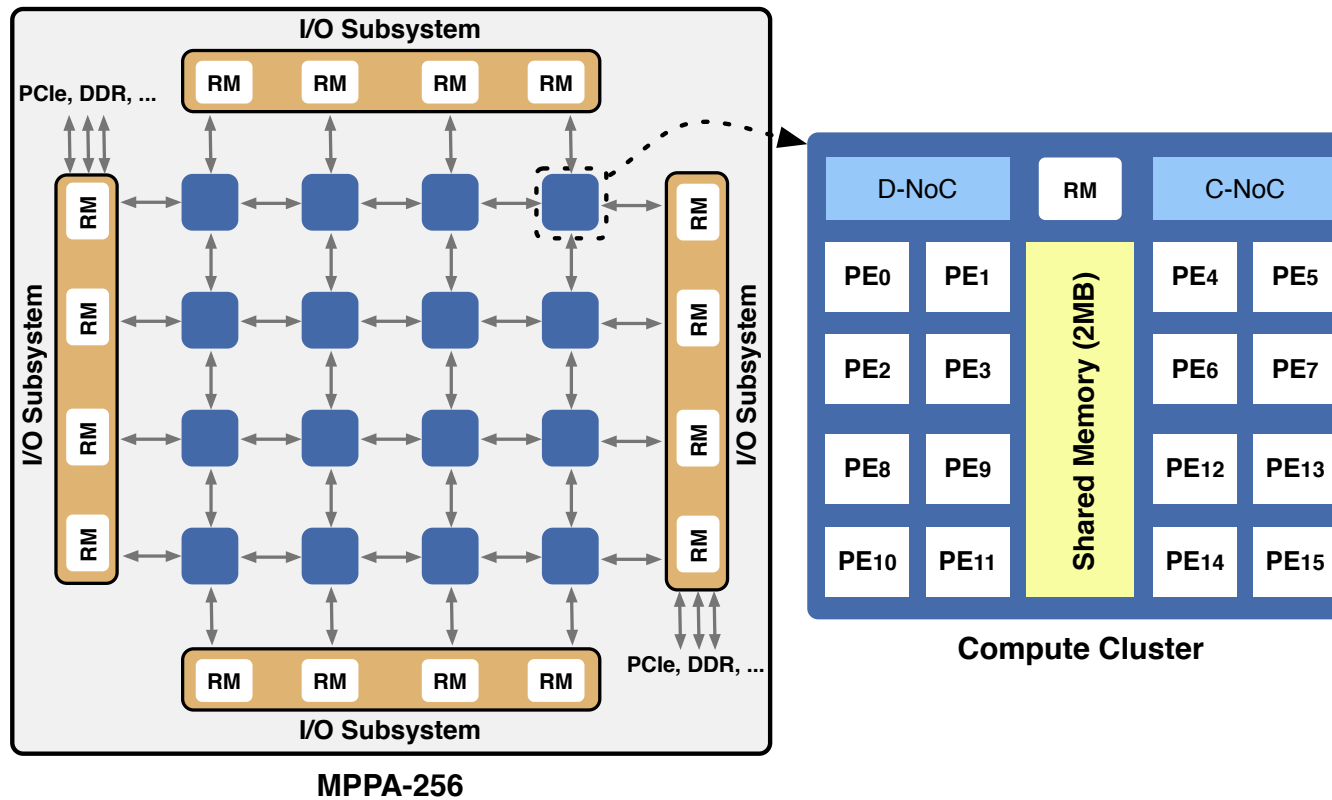 I/O Subsystem
RM RM RM RM
PCIe, DDR, ...
I/O Subsystem
RM
RM
RM
RM
RM
RM
RM
RM
I/O Subsystem
PCIe, DDR, ...
RM RM RM RM
I/O Subsystem
MPPA-256
D-NoC RM C-NoC
PE0 PE1 PE4 PE5
PE2 PE3 PE6 PE7
Shared Memory (2MB)
PE8 PE9 PE12 PE13
PE10 PE11 PE14 PE15
Compute Cluster